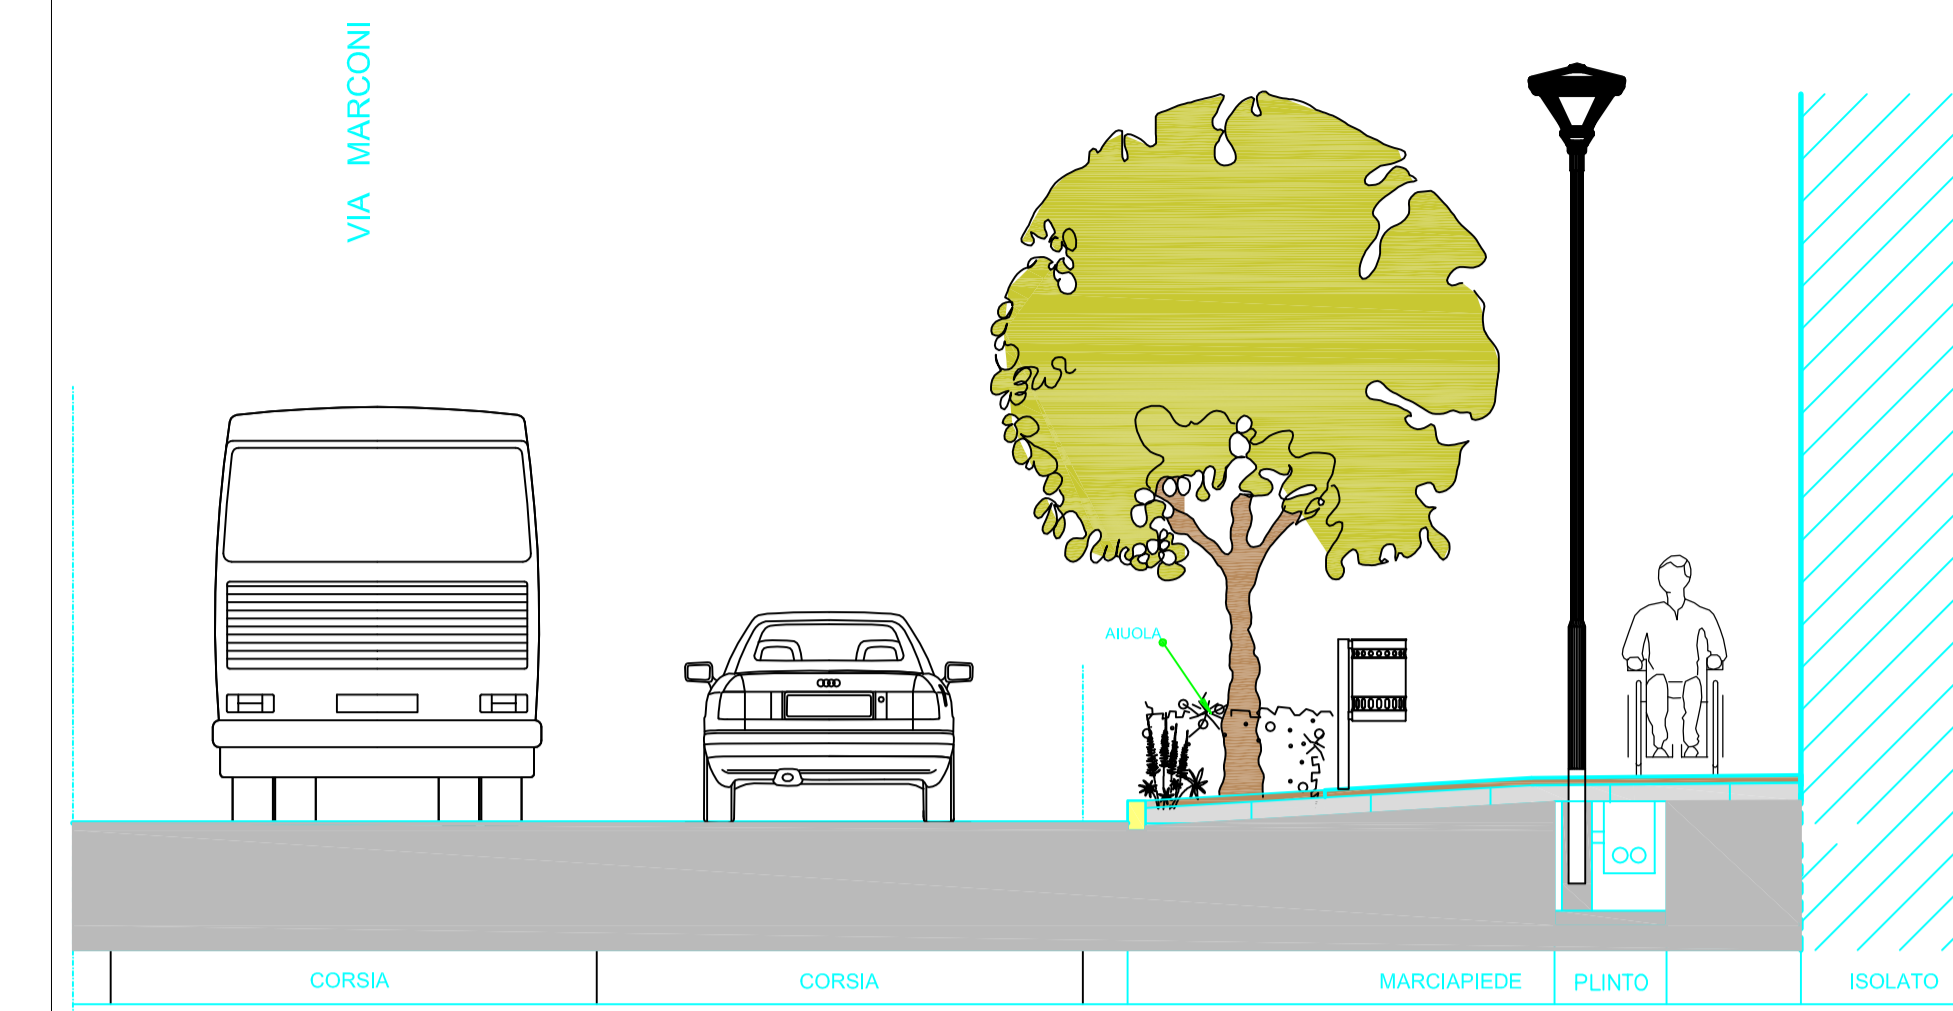 VIA MARCONI
AIUOLA
CORSIA
CORSIA
MARCIAPIEDE
PLINTO
ISOLATO